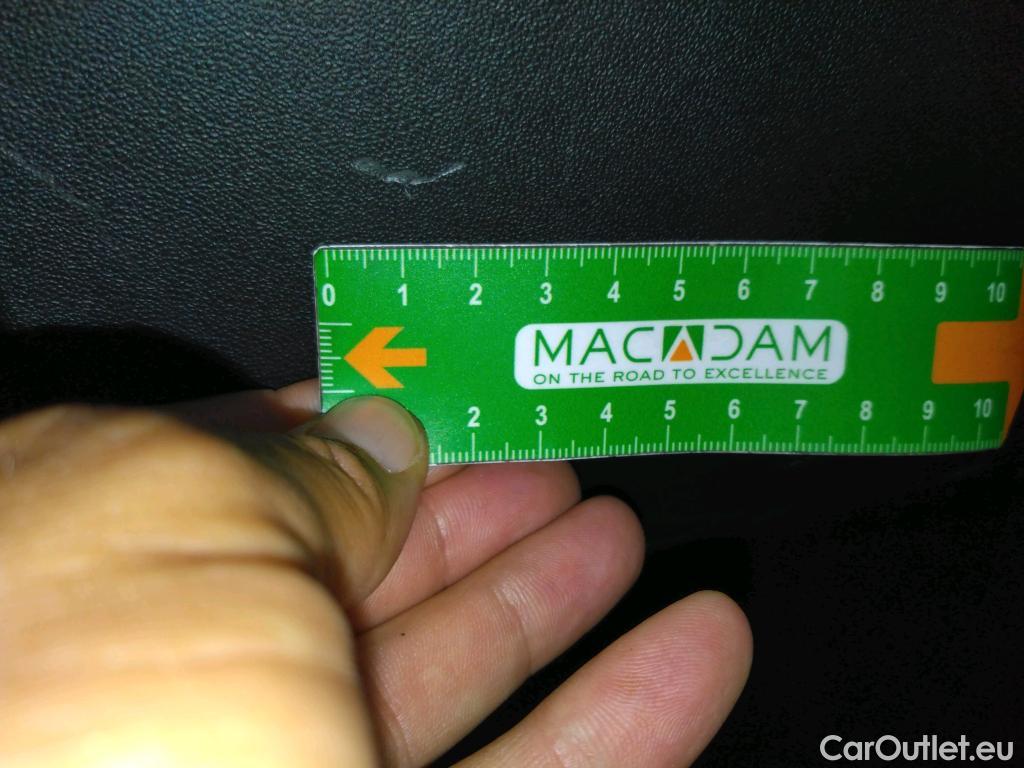 0 1 2 3 4 5 6 7 8 9 10
MACADAM
ON THE ROAD TO EXCELLENCE
2 3 4 5 6 7 8 9 10
CarOutlet.eu